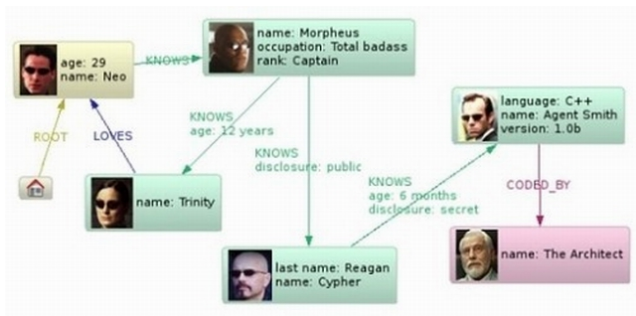 age: 29
name: Neo
KNOWS
name: Morpheus
occupation: Total badass
rank: Captain
ROOT
LOVES
KNOWS
age: 12 years
KNOWS
disclosure: public
name: Trinity
language: C++
name: Agent Smith
version: 1.0b
KNOWS
age: 6 months
disclosure: secret
CODED_BY
last name: Reagan
name: Cypher
name: The Architect